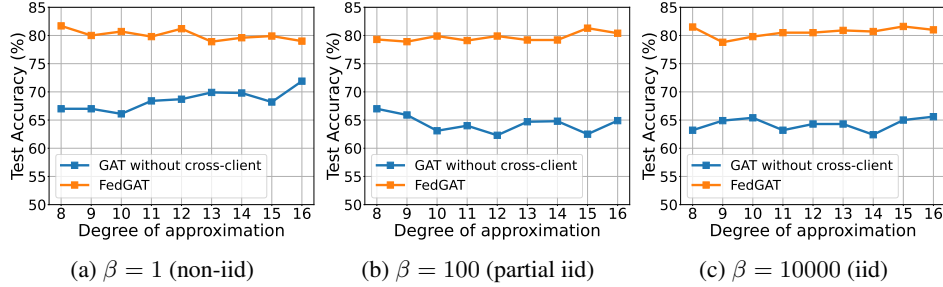 85
80
75
70
65
60
55
50
Test Accuracy (%)
GAT without cross-client
FedGAT
8 9 10 11 12 13 14 15 16
Degree of approximation
(a) β = 1 (non-iid)
85
80
75
70
65
60
55
50
Test Accuracy (%)
GAT without cross-client
FedGAT
8 9 10 11 12 13 14 15 16
Degree of approximation
(b) β = 100 (partial iid)
85
80
75
70
65
60
55
50
Test Accuracy (%)
GAT without cross-client
FedGAT
8 9 10 11 12 13 14 15 16
Degree of approximation
(c) β = 10000 (iid)